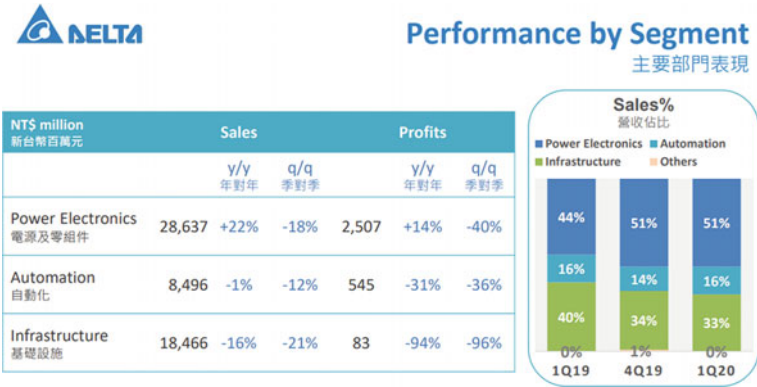 DELTA
Performance by Segment
主要部門表現
NT$ million Sales Profits
新台幣百萬元
y/y q/q y/y q/q
年對年 季對季 年對年 季對季
Power Electronics 28,637 +22% -18% 2,507 +14% -40%
電源及零組件
Automation 8,496 -1% -12% 545 -31% -36%
自動化
Infrastructure 18,466 -16% -21% 83 -94% -96%
基礎設施
Sales%
營收佔比
Power Electronics Automation
Infrastructure Others
44% 51% 51%
16% 14% 16%
40% 34% 33%
0% 1% 0%
1Q19 4Q19 1Q20